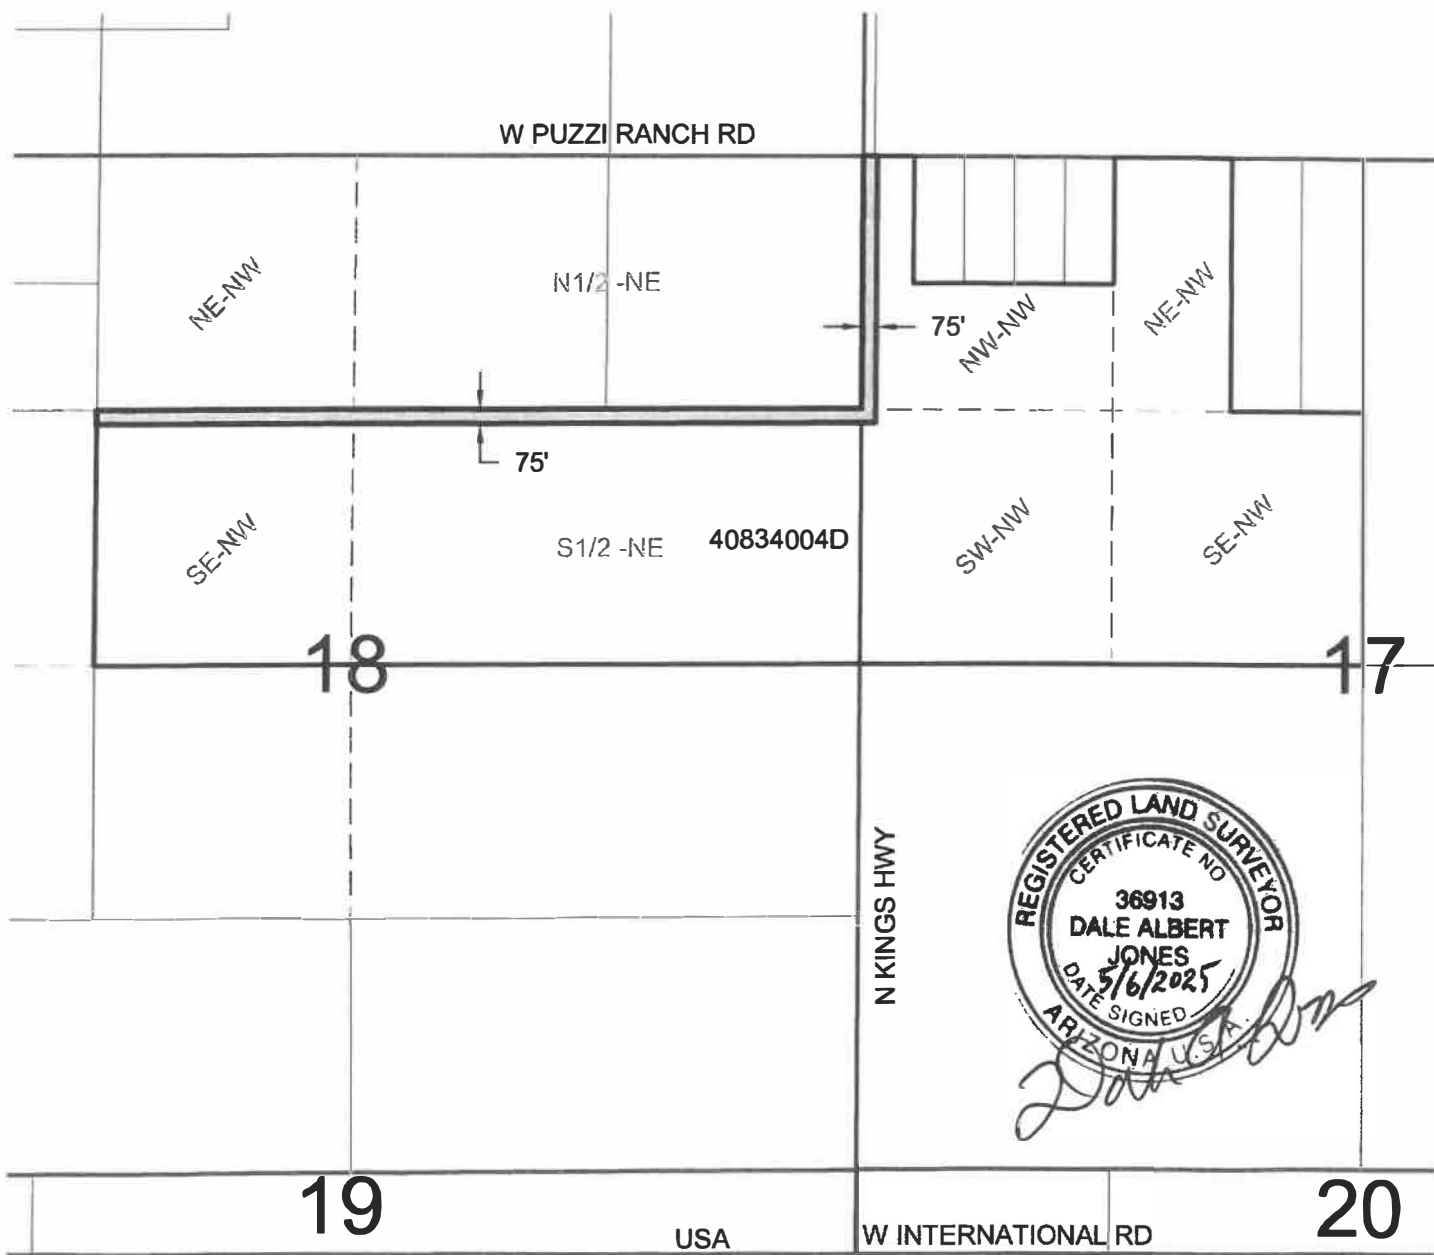 W PUZZI RANCH RD
NE-NW
N1/2 -NE
75'
NW-NW
NE-NW
75'
SE-NW
S1/2 -NE
40834004D
SW-NW
SE-NW
18
17
N KINGS HWY
REGISTERED LAND SURVEYOR
CERTIFICATE NO
36913
DALE ALBERT
JONES
5/6/2025
DATE SIGNED
ARIZONA U.S.A.
19
20
USA
W INTERNATIONAL RD